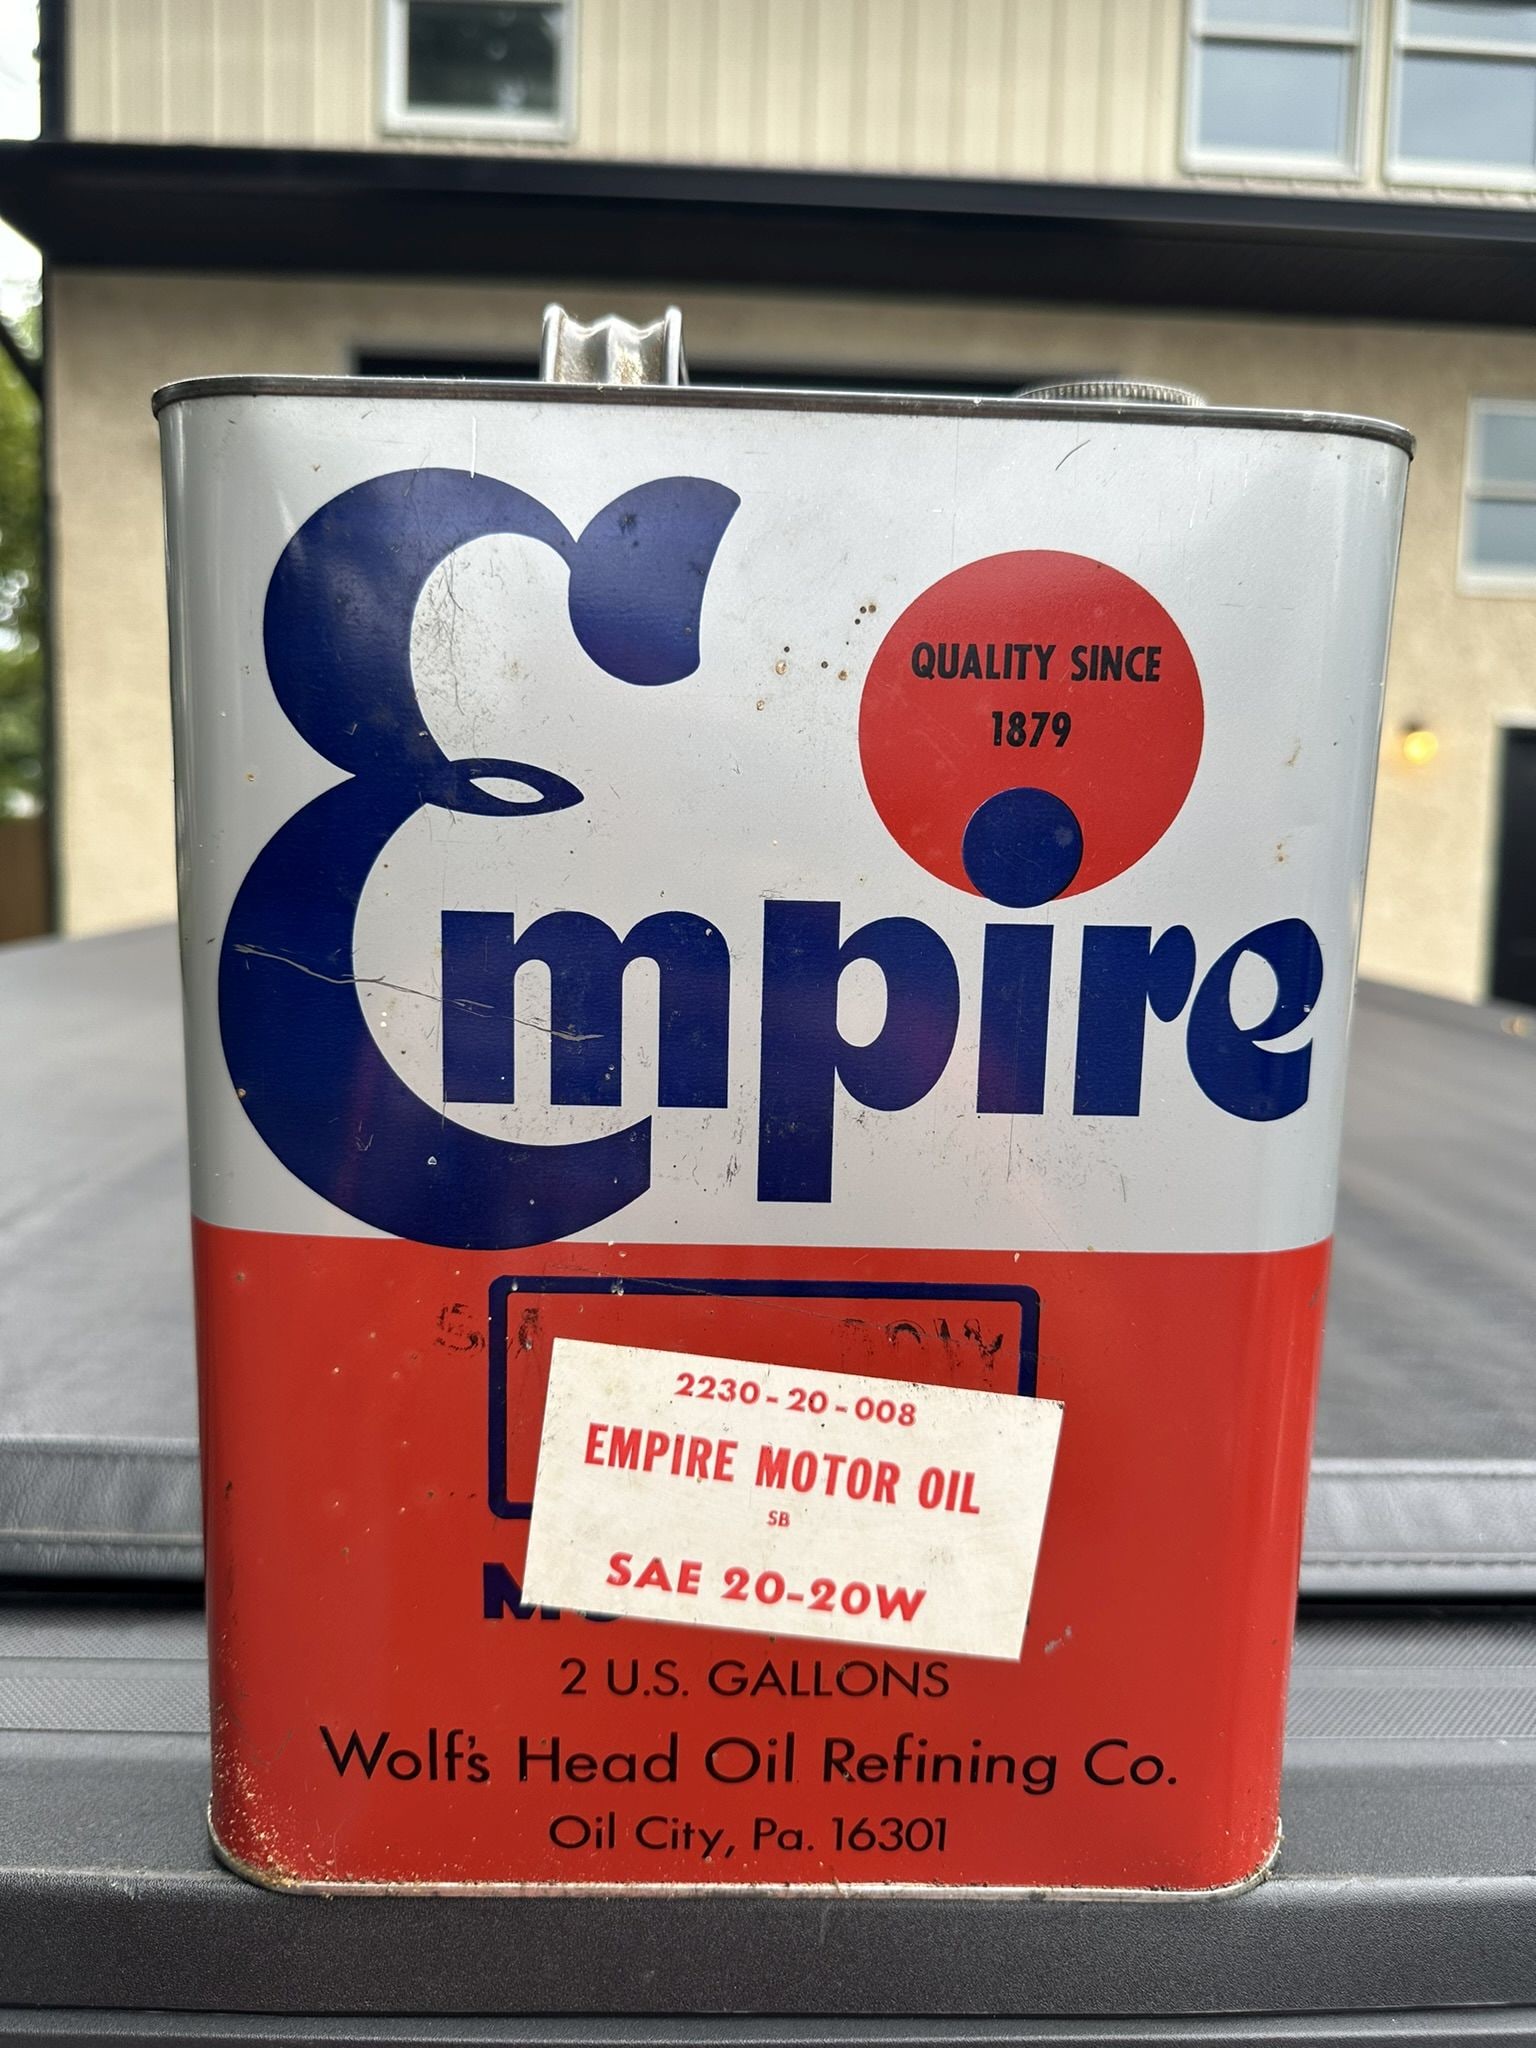 Empire
QUALITY SINCE
1879
2230-20-008
EMPIRE MOTOR OIL
SB
SAE 20-20W
2 U.S. GALLONS
Wolf's Head Oil Refining Co.
Oil City, Pa. 16301